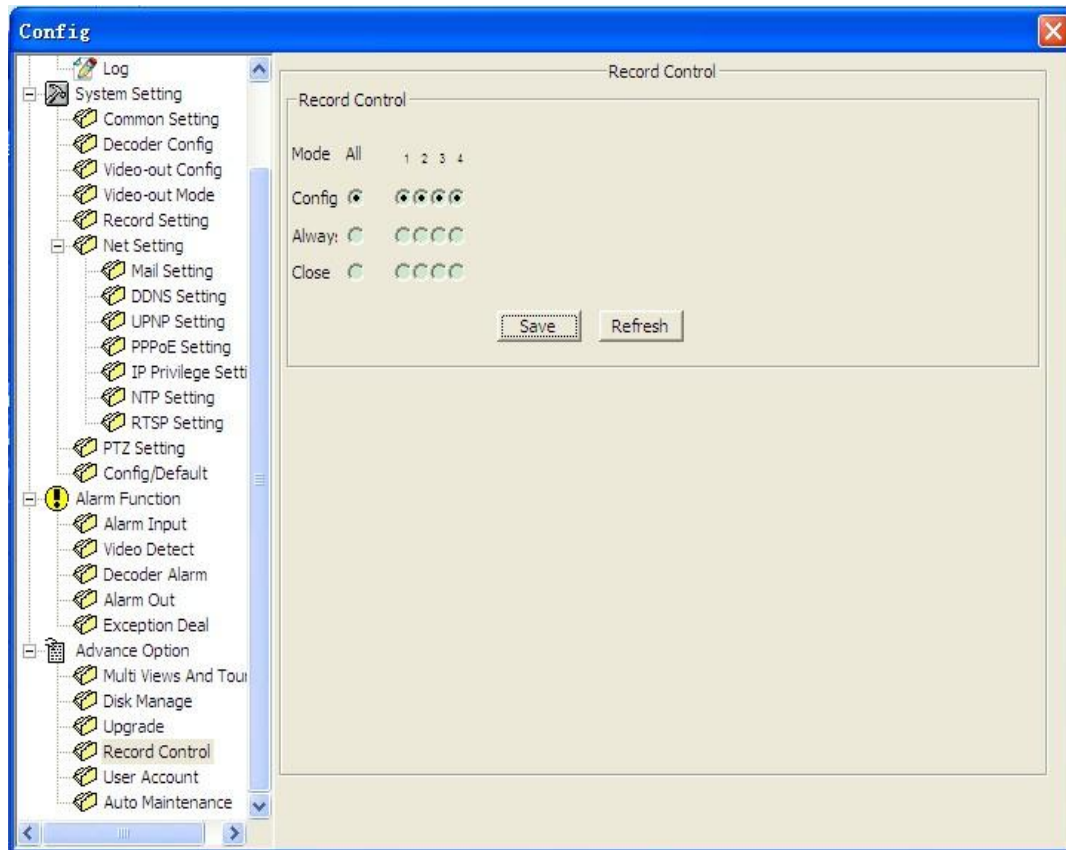 Config
Log
System Setting
Common Setting
Decoder Config
Video-out Config
Video-out Mode
Record Setting
Net Setting
Mail Setting
DDNS Setting
UPNP Setting
PPPoE Setting
IP Privilege Setti
NTP Setting
RTSP Setting
PTZ Setting
Config/Default
Alarm Function
Alarm Input
Video Detect
Decoder Alarm
Alarm Out
Exception Deal
Advance Option
Multi Views And Tour
Disk Manage
Upgrade
Record Control
User Account
Auto Maintenance
Record Control
Record Control
Mode All 1 2 3 4
Config
Alway:
Close
Save Refresh